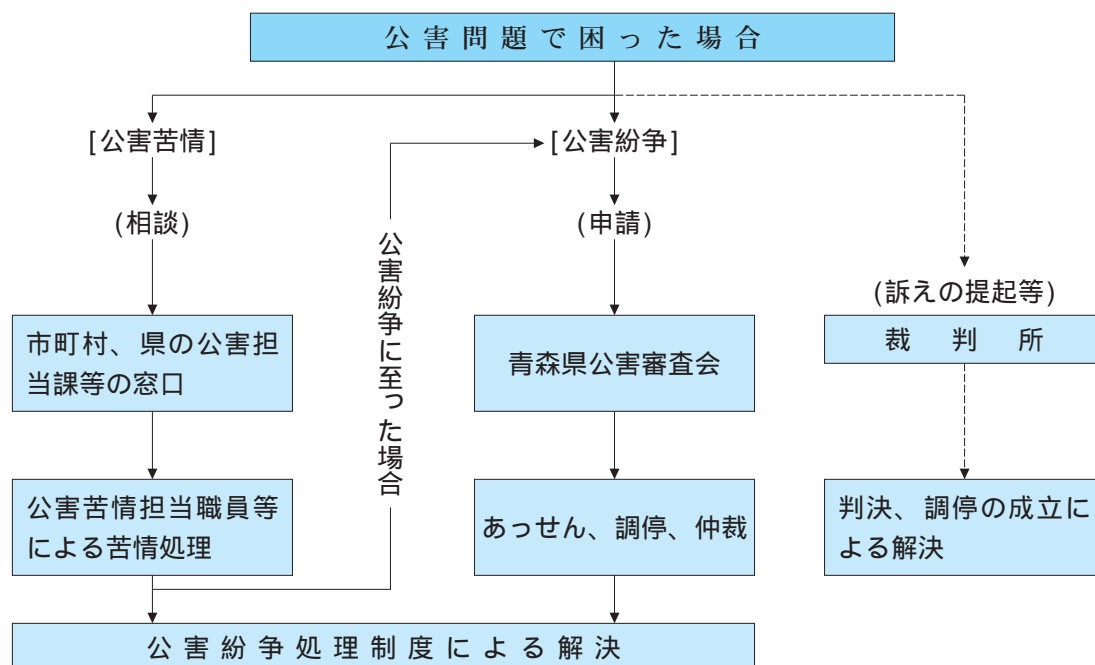 公害問題で困った場合
[公害苦情]
[公害紛争]
(相談)
(申請)
公害紛争に至った場合
(訴えの提起等)
市町村、県の公害担
当課等の窓口
青森県公害審査会
裁判所
公害苦情担当職員等
による苦情処理
あっせん、調停、仲裁
判決、調停の成立に
よる解決
公害紛争処理制度による解決